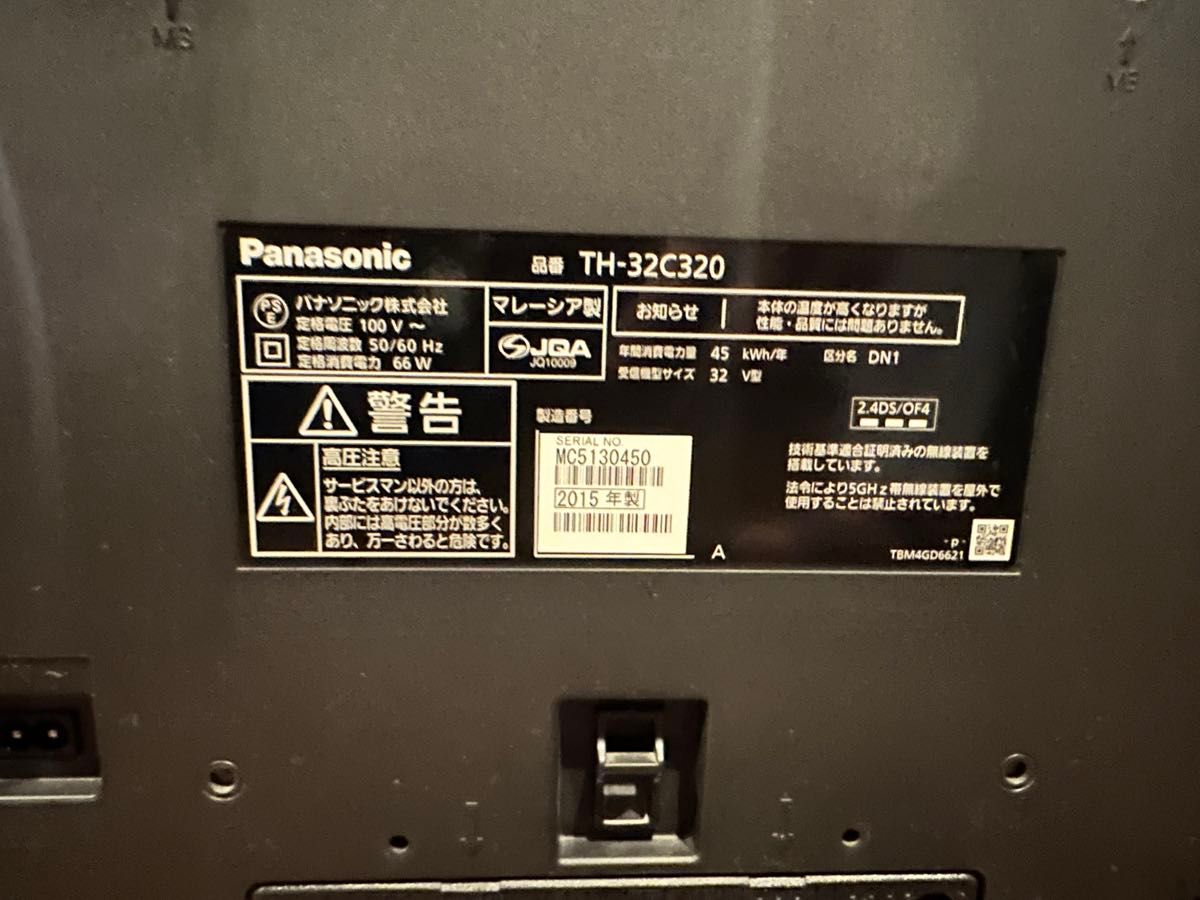 M8
Panasonic
品番 TH-32C320
PS
E
パナソニック株式会社
定格電圧 100 V ～
定格周波数 50/60 Hz
定格消費電力 66 W
マレーシア製
JQA
JQ10009
お知らせ
本体の温度が高くなりますが
性能・品質には問題ありません。
年間消費電力量 45 kWh/年 区分名 DN1
受信機型サイズ 32 V型
警告
高圧注意
サービスマン以外の方は、
裏ぶたをあけないでください。
内部には高電圧部分が数多く
あり、万一さわると危険です。
製造番号
SERIAL NO.
MC5130450
2015 年製
A
2.4DS/OF4
技術基準適合証明済みの無線装置を
搭載しています。
法令により5GHz帯無線装置を屋外で
使用することは禁止されています。
- p -
TBM4GD6621